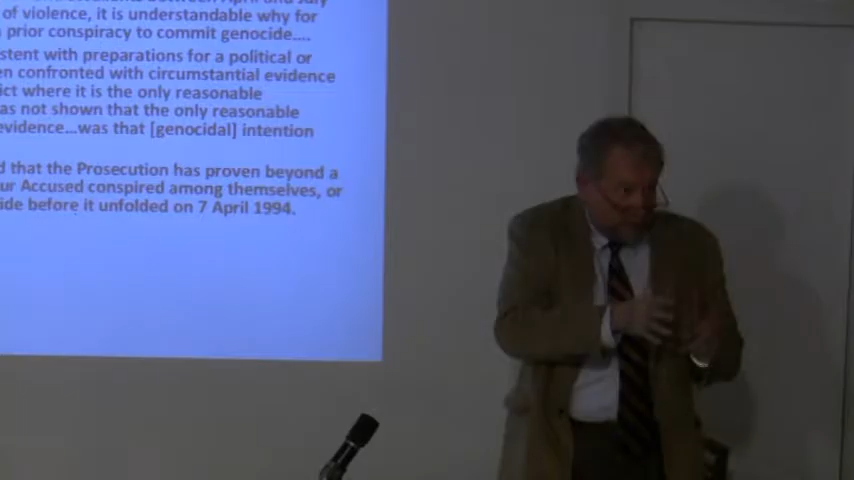 of violence, it is understandable why for
prior conspiracy to commit genocide....
stent with preparations for a political or
en confronted with circumstantial evidence
ict where it is the only reasonable
as not shown that the only reasonable
evidence...was that [genocidal] intention
d that the Prosecution has proven beyond a
ur Accused conspired among themselves, or
ide before it unfolded on 7 April 1994.